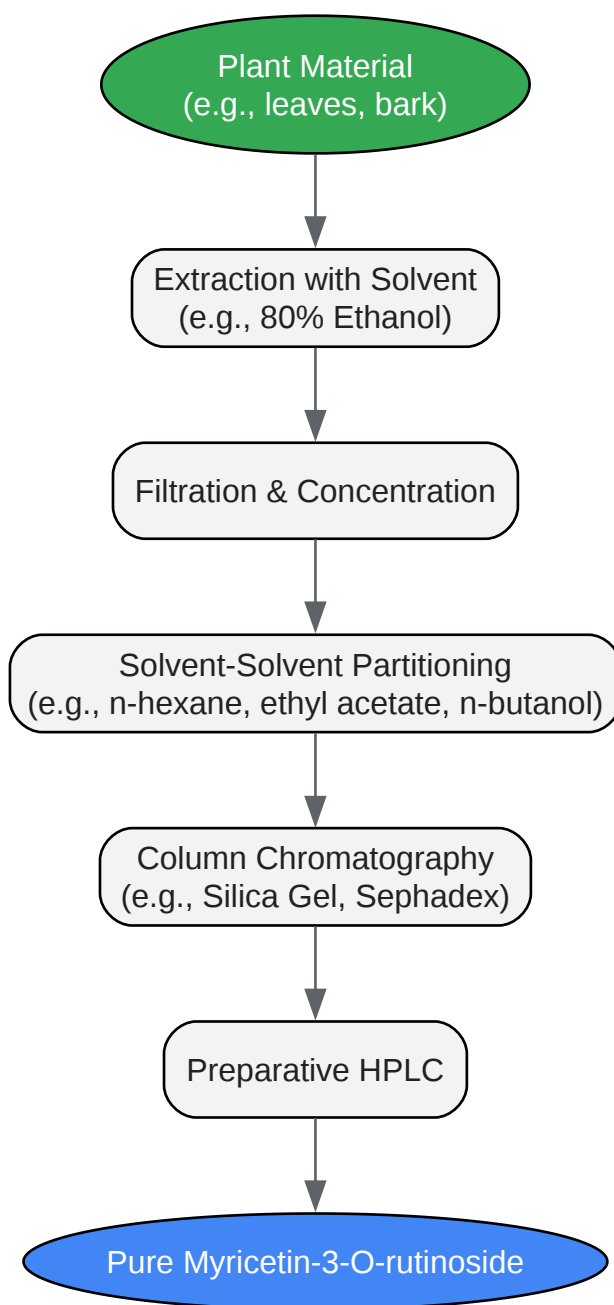 Plant Material
(e.g., leaves, bark)
Extraction with Solvent
(e.g., 80% Ethanol)
Filtration & Concentration
Solvent-Solvent Partitioning
(e.g., n-hexane, ethyl acetate, n-butanol)
Column Chromatography
(e.g., Silica Gel, Sephadex)
Preparative HPLC
Pure Myricetin-3-O-rutinoside